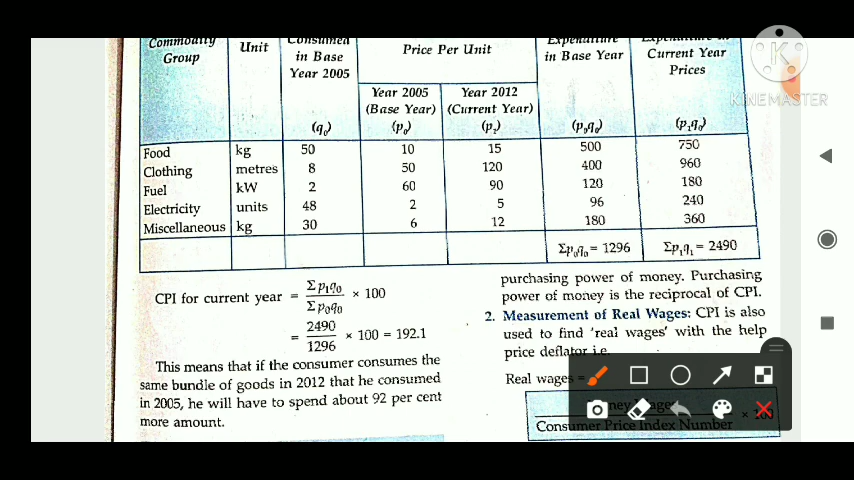 Commodity Group Unit Consumed in Base Year 2005 (q₀) Price Per Unit Expenditure in Base Year (p₀q₀) Expenditure in Current Year Prices (p₁q₀)
Year 2005 (Base Year) (p₀) Year 2012 (Current Year) (p₁)
Food kg 50 10 15 500 750
Clothing metres 8 50 120 400 960
Fuel kW 2 60 90 120 180
Electricity units 48 2 5 96 240
Miscellaneous kg 30 6 12 180 360
Σp₀q₀ = 1296 Σp₁q₁ = 2490
CPI for current year = Σp₁q₀ / Σp₀q₀ × 100
= 2490 / 1296 × 100 = 192.1
This means that if the consumer consumes the
same bundle of goods in 2012 that he consumed
in 2005, he will have to spend about 92 per cent
more amount.
purchasing power of money. Purchasing
power of money is the reciprocal of CPI.
2. Measurement of Real Wages: CPI is also
used to find 'real wages' with the help
price deflator i.e.
Real wages =
Consumer Price Index Number
KINEMASTER